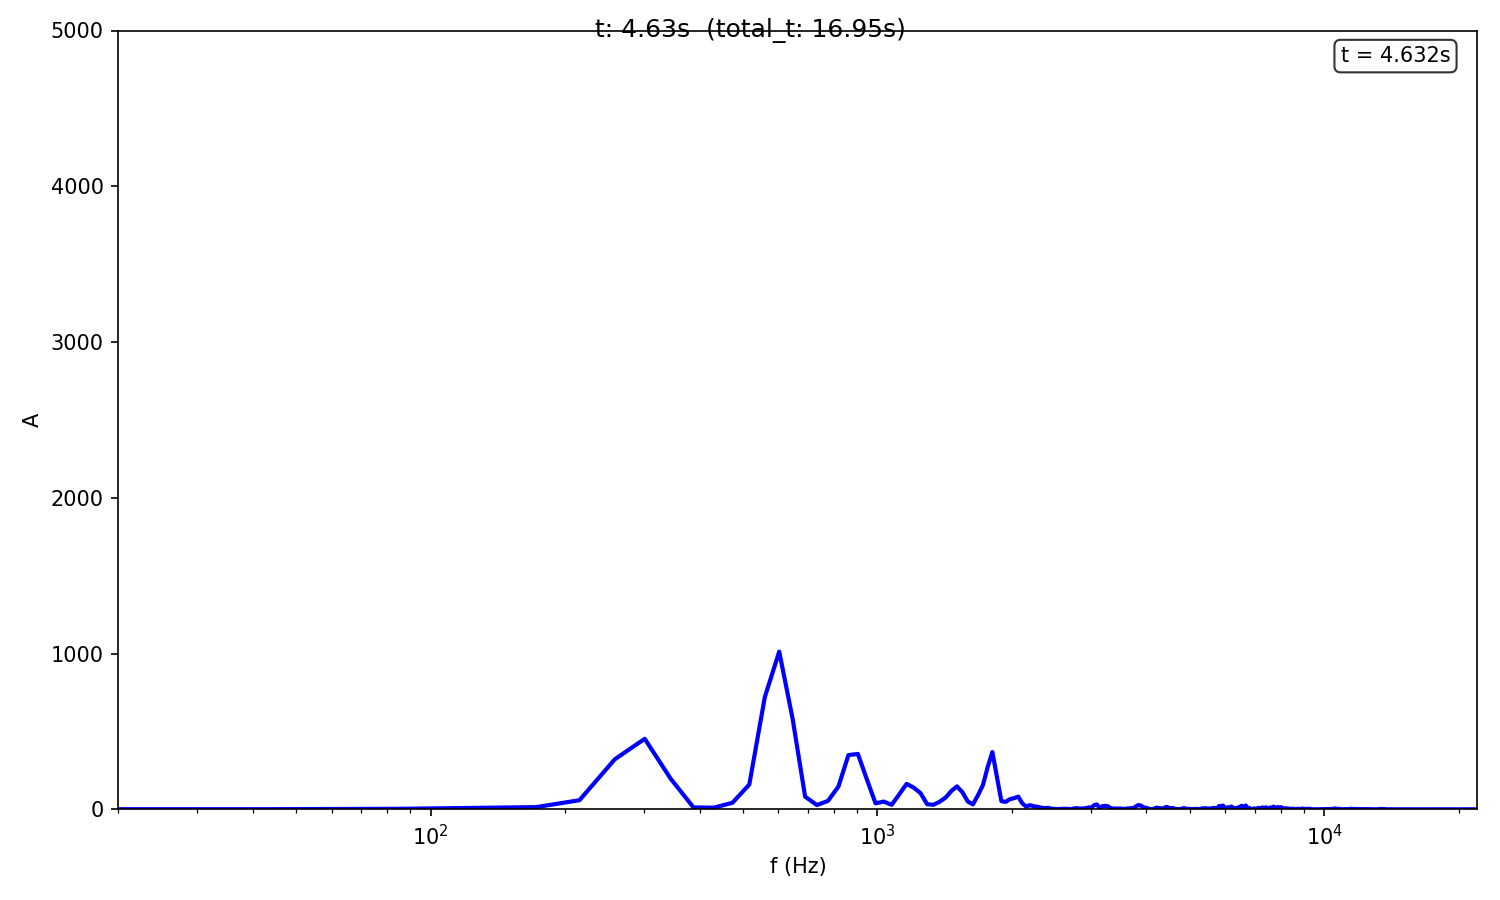 t: 4.63s (total_t: 16.95s)
t = 4.632s
5000
4000
3000
2000
1000
0
A
10²
10³
10⁴
f (Hz)